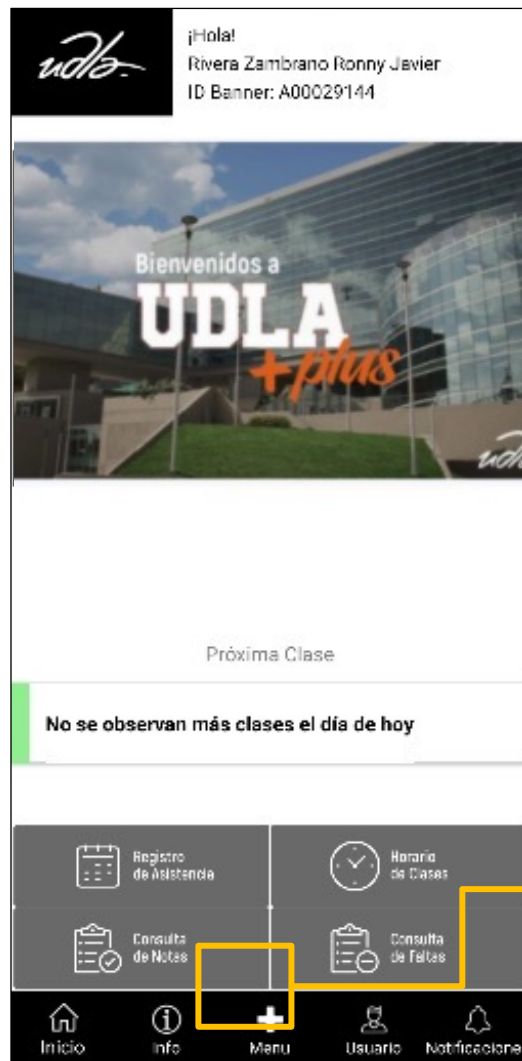 udla-
¡Hola!
Rivera Zambrano Ronny Javier
ID Banner: A00029144
Bienvenidos a
UDLA
+plus
udla
Próxima Clase
No se observan más clases el día de hoy
Registro
de Asistencia
Horario
de Clases
Consulta
de Notas
Consulta
de Faltas
Inicio
Info
Menu
Usuario
Notificacione